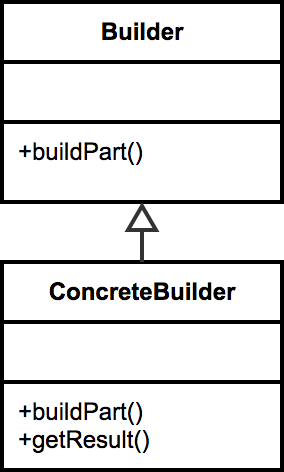 Builder
+buildPart()
ConcreteBuilder
+buildPart()
+getResult()